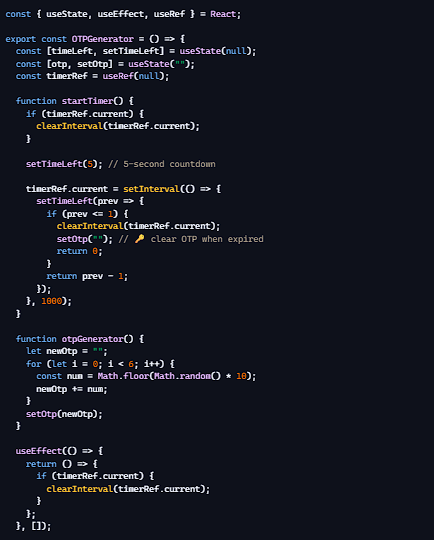 const { useState, useEffect, useRef } = React;
export const OTPGenerator = () => {
const [timeLeft, setTimeLeft] = useState(null);
const [otp, setOtp] = useState("");
const timerRef = useRef(null);
function startTimer() {
if (timerRef.current) {
clearInterval(timerRef.current);
}
setTimeLeft(5); // 5-second countdown
timerRef.current = setInterval(() => {
setTimeLeft(prev => {
if (prev <= 1) {
clearInterval(timerRef.current);
setOtp(""); // 🔑 clear OTP when expired
return 0;
}
return prev - 1;
});
}, 1000);
}
function otpGenerator() {
let newOtp = "";
for (let i = 0; i < 6; i++) {
const num = Math.floor(Math.random() * 10);
newOtp += num;
}
setOtp(newOtp);
}
useEffect(() => {
return () => {
if (timerRef.current) {
clearInterval(timerRef.current);
}
};
}, []);